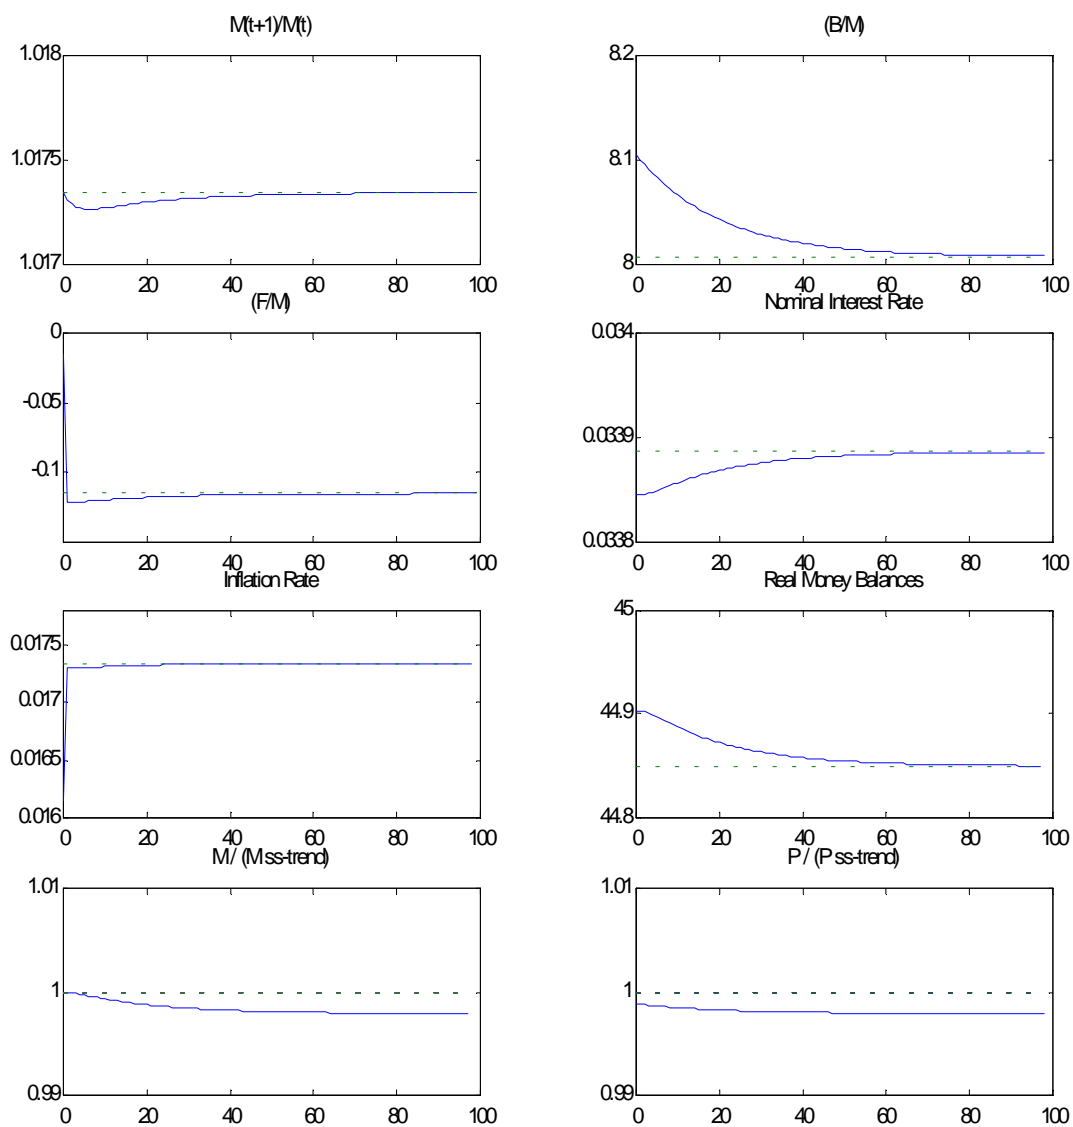 M(t+1)/M(t)
(B/M)
1.018
1.0175
1.017
0 20 40 60 80 100
8.2
8.1
8
0 20 40 60 80 100
(F/M)
Nominal Interest Rate
0
-0.05
-0.1
0 20 40 60 80 100
0.034
0.0339
0.0338
0 20 40 60 80 100
Inflation Rate
Real Money Balances
0.0175
0.017
0.0165
0.016
0 20 40 60 80 100
45
44.9
44.8
0 20 40 60 80 100
M / (M ss-trend)
P / (P ss-trend)
1.01
1
0.99
0 20 40 60 80 100
1.01
1
0.99
0 20 40 60 80 100